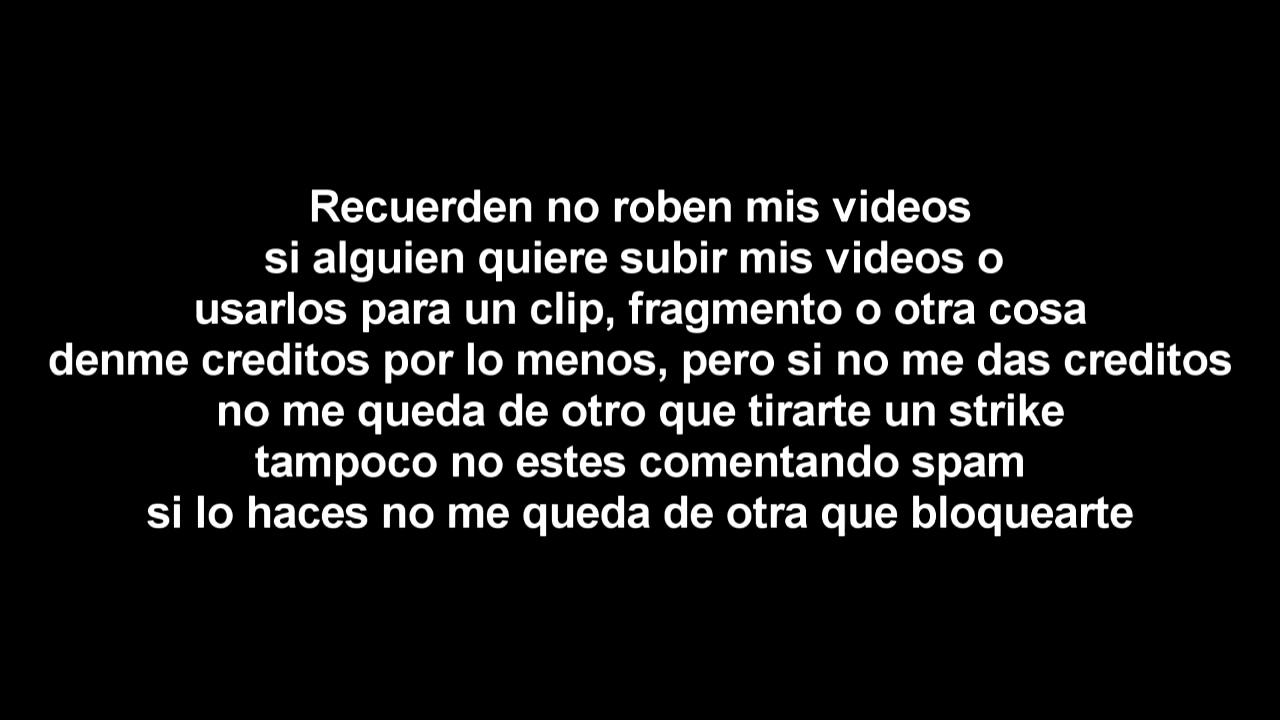 Recuerden no roben mis videos
si alguien quiere subir mis videos o
usarlos para un clip, fragmento o otra cosa
denme creditos por lo menos, pero si no me das creditos
no me queda de otro que tirarte un strike
tampoco no estes comentando spam
si lo haces no me queda de otra que bloquearte